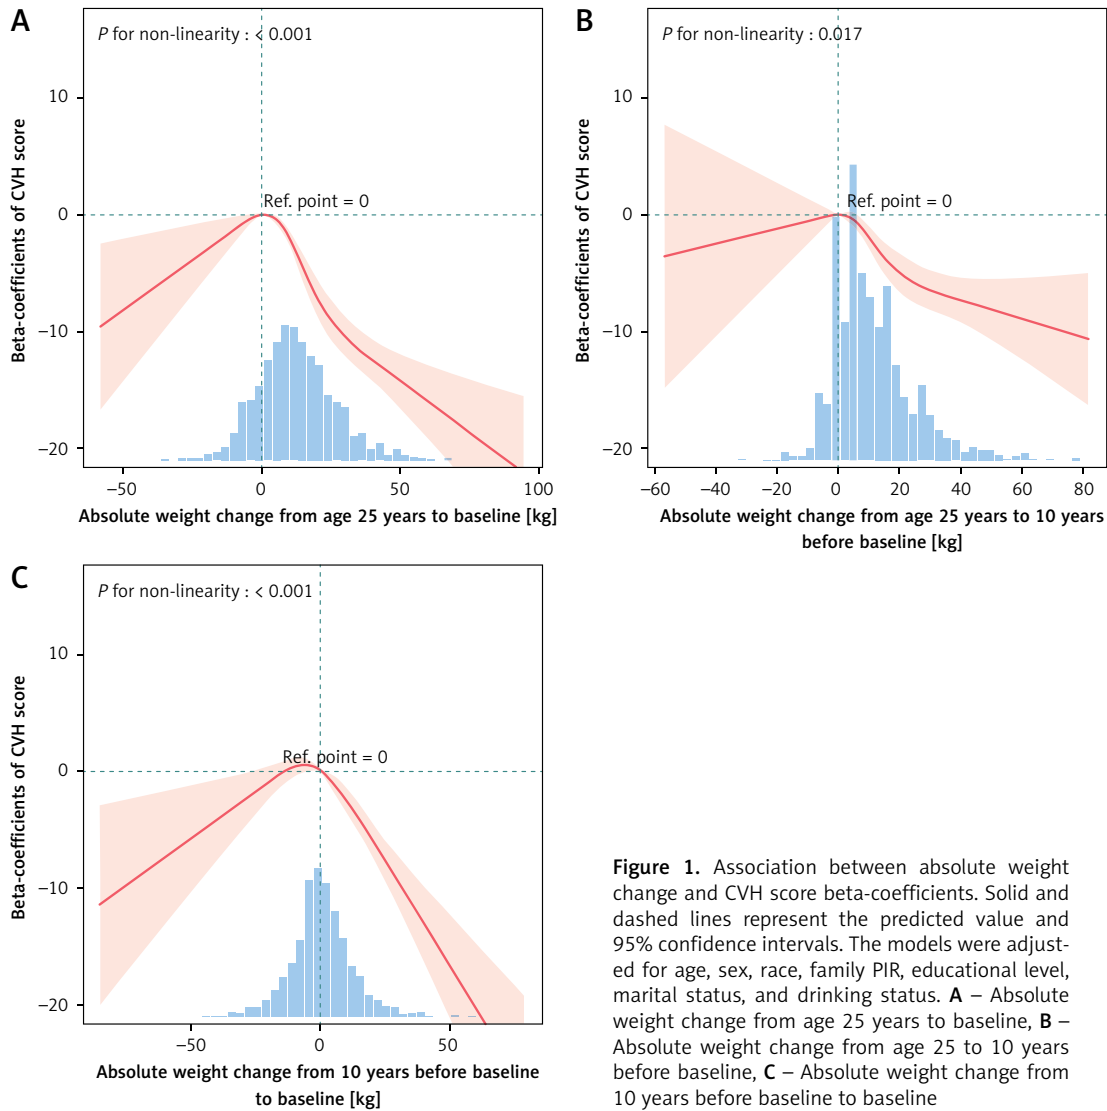 A
P for non-linearity : < 0.001
10
0
−10
−20
Beta-coefficients of CVH score
Ref. point = 0
−50
0
50
100
Absolute weight change from age 25 years to baseline [kg]
B
P for non-linearity : 0.017
10
0
−10
−20
Beta-coefficients of CVH score
Ref. point = 0
−60
−40
−20
0
20
40
60
80
Absolute weight change from age 25 years to 10 years
before baseline [kg]
C
P for non-linearity : < 0.001
10
0
−10
−20
Beta-coefficients of CVH score
Ref. point = 0
−50
0
50
Absolute weight change from 10 years before baseline
to baseline [kg]
Figure 1. Association between absolute weight
change and CVH score beta-coefficients. Solid and
dashed lines represent the predicted value and
95% confidence intervals. The models were adjust-
ed for age, sex, race, family PIR, educational level,
marital status, and drinking status. A – Absolute
weight change from age 25 years to baseline, B –
Absolute weight change from age 25 to 10 years
before baseline, C – Absolute weight change from
10 years before baseline to baseline